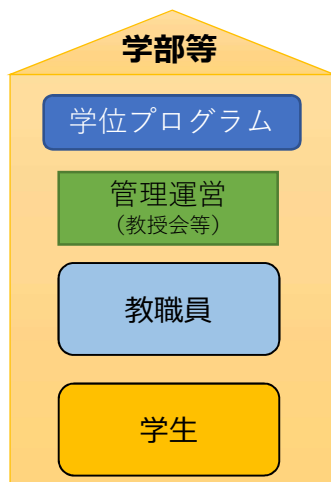 学部等
学位プログラム
管理運営
（教授会等）
教職員
学生